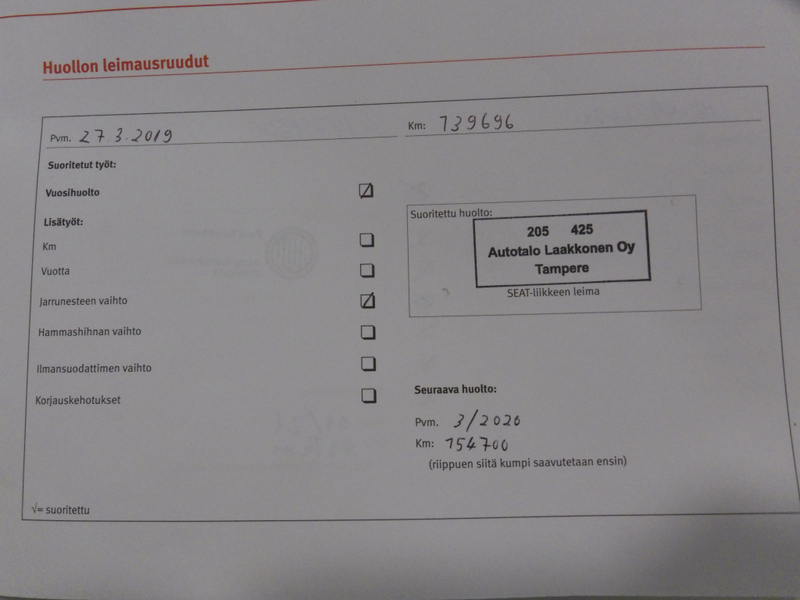 Huollon leimausruudut
Pvm. 27.3.2019
Km: 139696
Suoritetut työt:
Vuosihuolto
Lisätyöt:
Km
Vuotta
Jarrunesteen vaihto
Hammashihnan vaihto
Ilmansuodattimen vaihto
Korjauskehotukset
√= suoritettu
Suoritettu huolto:
205 425
Autotalo Laakkonen Oy
Tampere
SEAT-liikkeen leima
Seuraava huolto:
Pvm. 3/2020
Km: 154700
(riippuen siitä kumpi saavutetaan ensin)